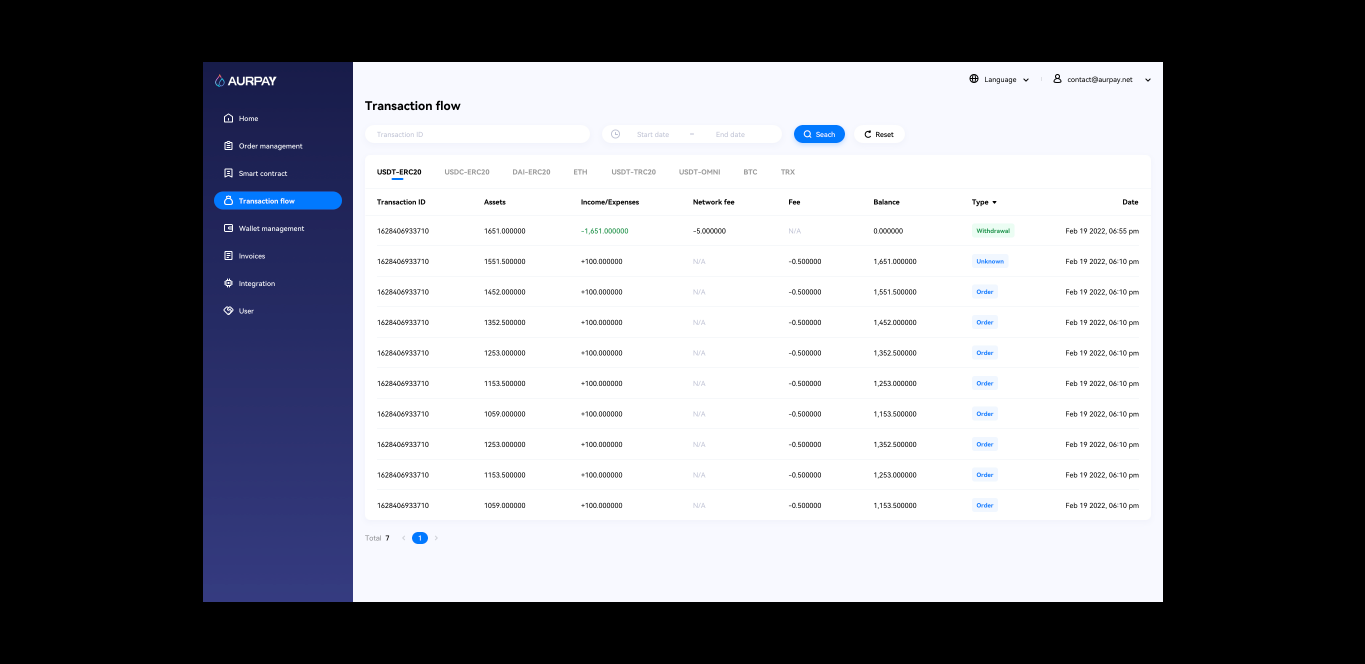 AURPAY
Language
contact@aurpay.net
Home
Order management
Smart contract
Transaction flow
Wallet management
Invoices
Integration
User
Transaction flow
Transaction ID
Start date ~ End date
Seach
Reset
USDT-ERC20 USDC-ERC20 DAI-ERC20 ETH USDT-TRC20 USDT-OMNI BTC TRX
Transaction ID Assets Income/Expenses Network fee Fee Balance Type Date
1628406933710 1651.000000 -1,651.000000 -5.000000 N/A 0.000000 Withdrawal Feb 19 2022, 06:55 pm
1628406933710 1551.500000 +100.000000 N/A -0.500000 1,651.000000 Unknown Feb 19 2022, 06:10 pm
1628406933710 1452.000000 +100.000000 N/A -0.500000 1,551.500000 Order Feb 19 2022, 06:10 pm
1628406933710 1352.500000 +100.000000 N/A -0.500000 1,452.000000 Order Feb 19 2022, 06:10 pm
1628406933710 1253.000000 +100.000000 N/A -0.500000 1,352.500000 Order Feb 19 2022, 06:10 pm
1628406933710 1153.500000 +100.000000 N/A -0.500000 1,253.000000 Order Feb 19 2022, 06:10 pm
1628406933710 1059.000000 +100.000000 N/A -0.500000 1,153.500000 Order Feb 19 2022, 06:10 pm
1628406933710 1253.000000 +100.000000 N/A -0.500000 1,352.500000 Order Feb 19 2022, 06:10 pm
1628406933710 1153.500000 +100.000000 N/A -0.500000 1,253.000000 Order Feb 19 2022, 06:10 pm
1628406933710 1059.000000 +100.000000 N/A -0.500000 1,153.500000 Order Feb 19 2022, 06:10 pm
Total 7 < 1 >